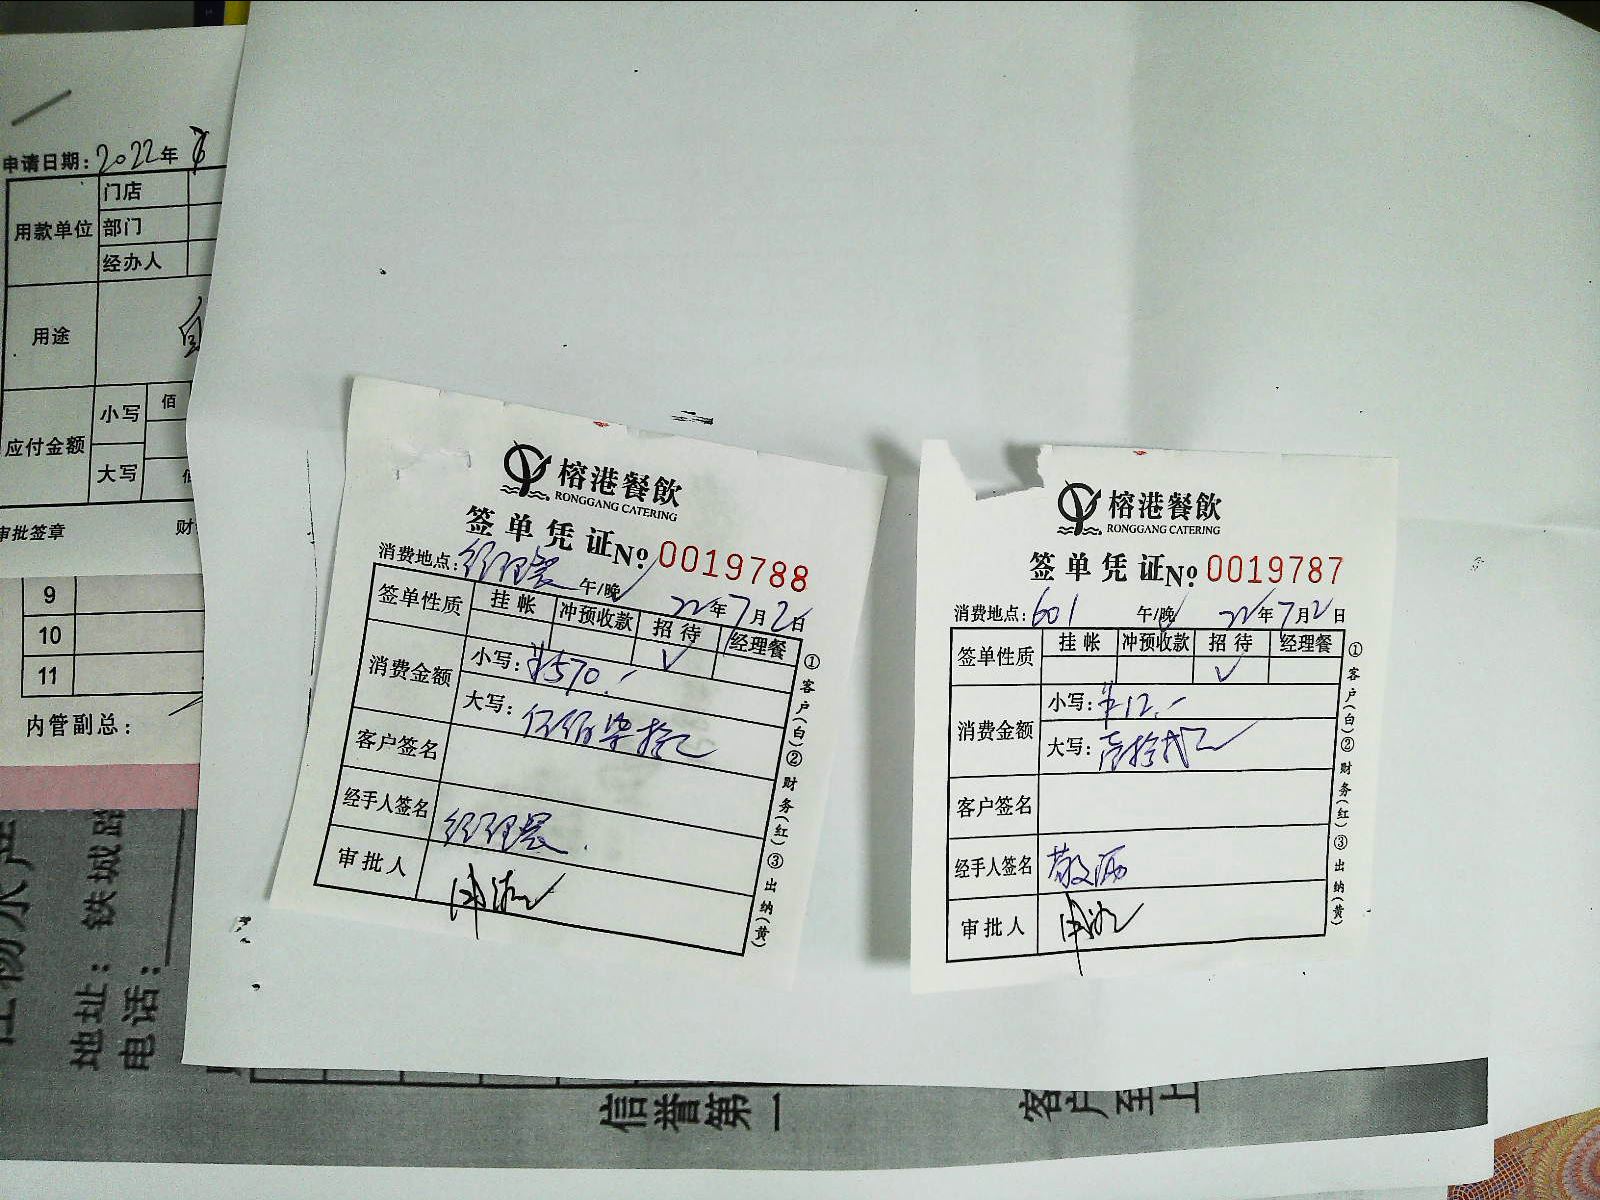 申请日期：2022年
用款单位
门店
部门
经办人
用途
应付金额
小写
佰
大写
审批签章
财
9
10
11
内管副总：
地址：铁城路
电话：
信誉第一
客户至上
榕港餐飲
RONGGANG CATERING
签单凭证No. 0019788
消费地点： 午/晚 22年7月2日
签单性质 挂帐 冲预收款 招待 经理餐
消费金额
小写：¥570.-
大写：伍佰柒拾元
客户签名
经手人签名
审批人
①客户(白)②财务(红)③出纳(黄)
榕港餐飲
RONGGANG CATERING
签单凭证No. 0019787
消费地点：601 午/晚 22年7月2日
签单性质 挂帐 冲预收款 招待 经理餐
消费金额
小写：¥12.-
大写：壹拾贰元
客户签名
经手人签名
审批人
①客户(白)②财务(红)③出纳(黄)